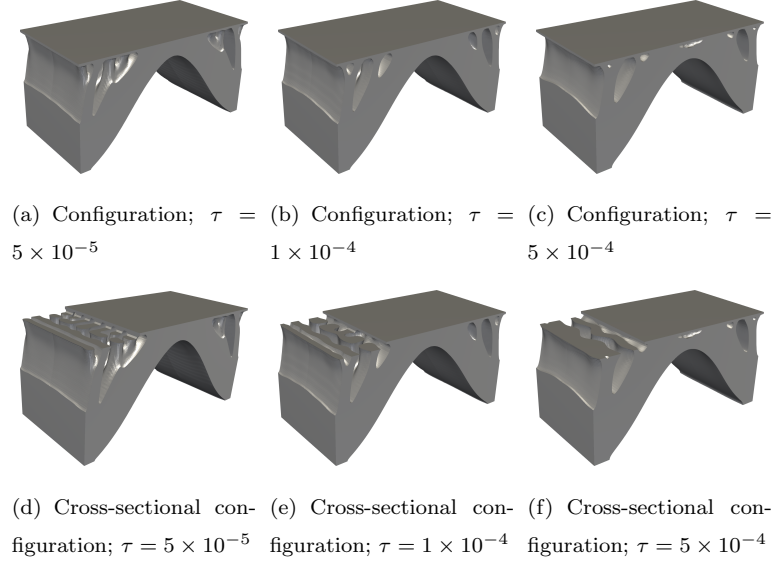 (a) Configuration; τ =
5 × 10⁻⁵
(b) Configuration; τ =
1 × 10⁻⁴
(c) Configuration; τ =
5 × 10⁻⁴
(d) Cross-sectional con-
figuration; τ = 5 × 10⁻⁵
(e) Cross-sectional con-
figuration; τ = 1 × 10⁻⁴
(f) Cross-sectional con-
figuration; τ = 5 × 10⁻⁴